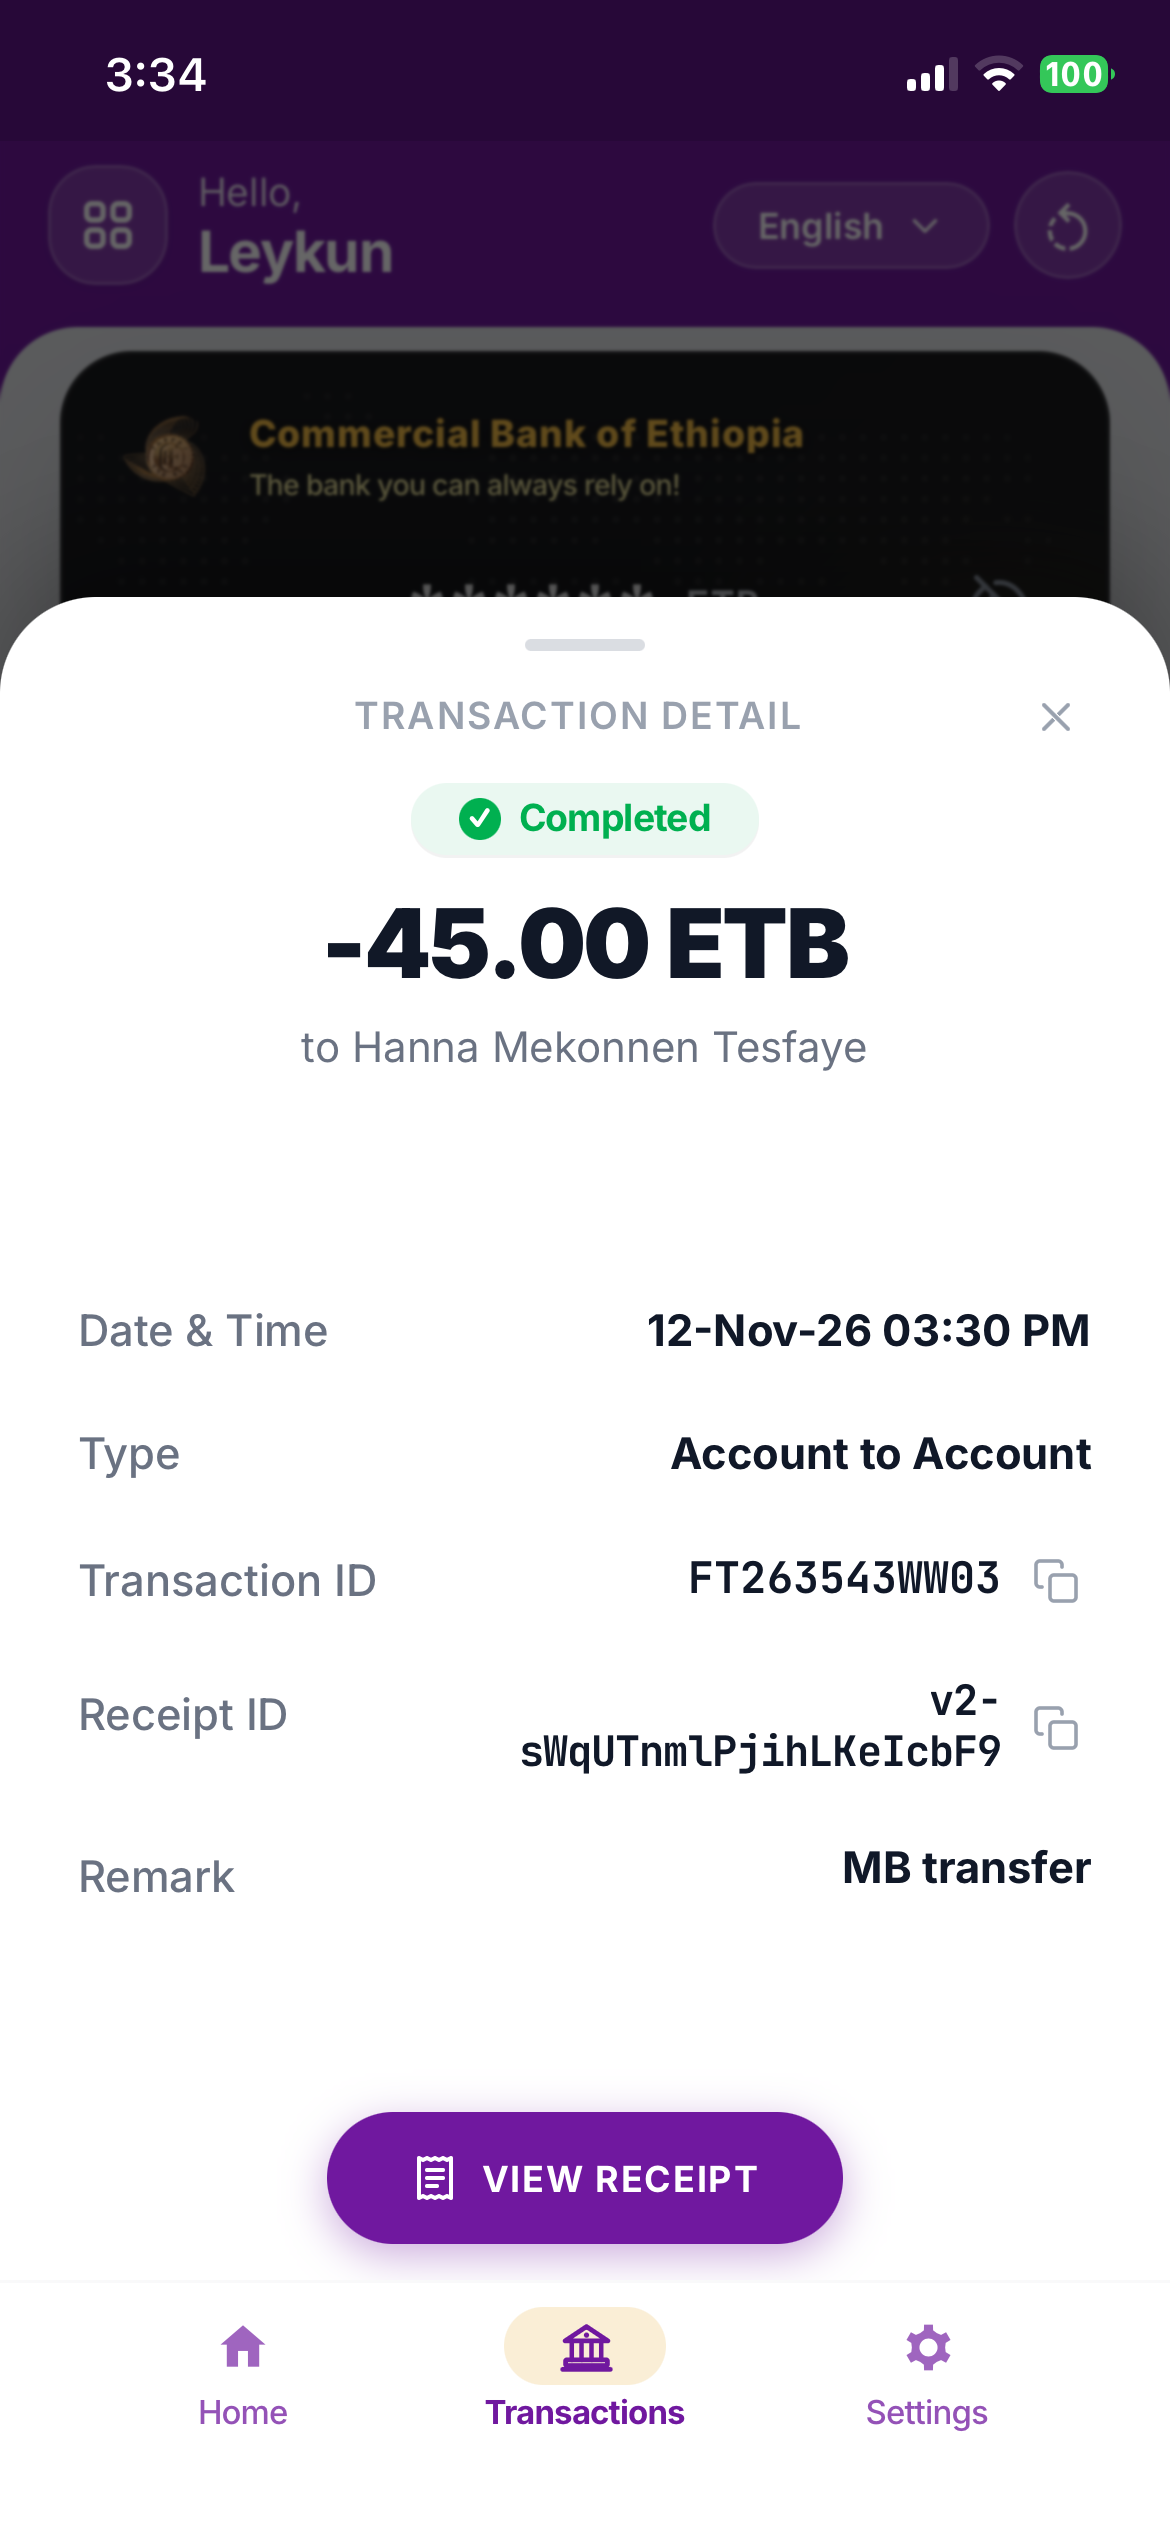 3:34
100
Hello,
Leykun
English
Commercial Bank of Ethiopia
The bank you can always rely on!
****** ETB
TRANSACTION DETAIL
Completed
-45.00 ETB
to Hanna Mekonnen Tesfaye
Date & Time
12-Nov-26 03:30 PM
Type
Account to Account
Transaction ID
FT263543WW03
Receipt ID
v2-
sWqUTnmlPjihLKeIcbF9
Remark
MB transfer
VIEW RECEIPT
Home
Transactions
Settings